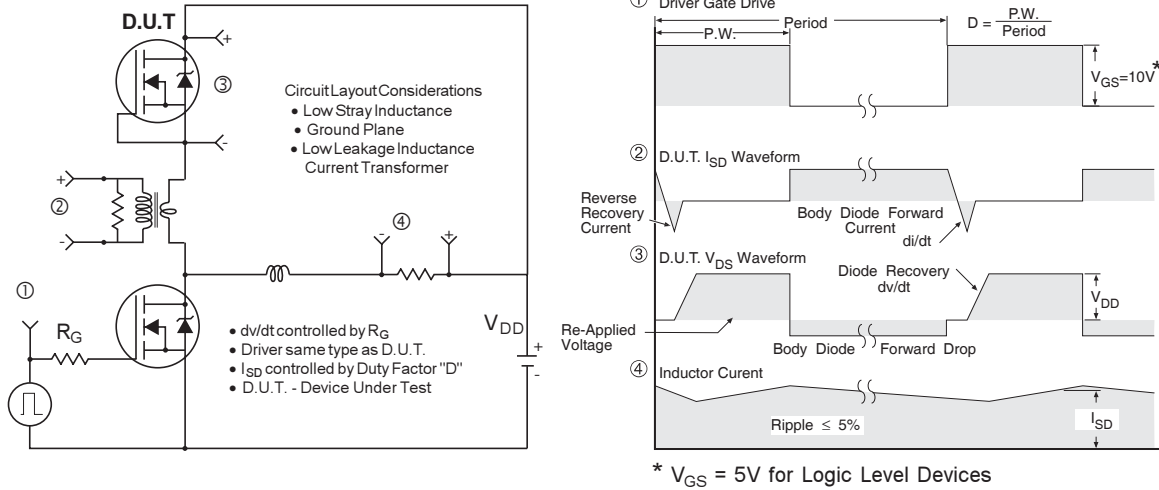 D.U.T
+
③
-
Circuit Layout Considerations
• Low Stray Inductance
• Ground Plane
• Low Leakage Inductance
Current Transformer
+
②
-
④
- +
①
R_G
• dv/dt controlled by R_G
• Driver same type as D.U.T.
• I_SD controlled by Duty Factor "D"
• D.U.T. - Device Under Test
V_DD
+
-
① Driver Gate Drive
P.W.
Period
D = P.W. / Period
V_GS=10V*
② D.U.T. I_SD Waveform
Reverse
Recovery
Current
Body Diode Forward
Current
di/dt
③ D.U.T. V_DS Waveform
Diode Recovery
dv/dt
V_DD
Re-Applied
Voltage
Body Diode Forward Drop
④ Inductor Curent
Ripple ≤ 5%
I_SD
* V_GS = 5V for Logic Level Devices